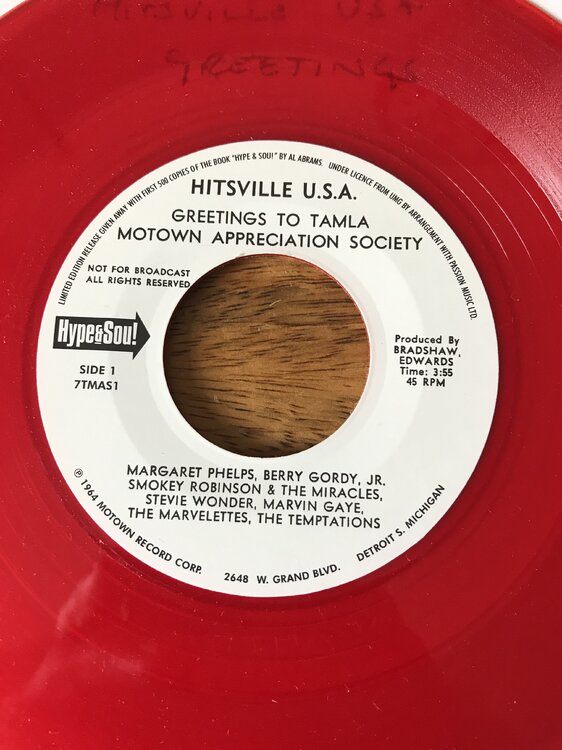 HITSVILLE USA
GREETINGS
LIMITED EDITION RELEASE GIVEN AWAY WITH FIRST 500 COPIES OF THE BOOK "HYPE & SOU!" BY AL ABRAMS. UNDER LICENCE FROM UMG BY ARRANGEMENT WITH PASSION MUSIC LTD.
HITSVILLE U.S.A.
GREETINGS TO TAMLA
MOTOWN APPRECIATION SOCIETY
NOT FOR BROADCAST
ALL RIGHTS RESERVED
Hype&Sou!
SIDE 1
7TMAS1
Produced By
BRADSHAW,
EDWARDS
Time: 3:55
45 RPM
MARGARET PHELPS, BERRY GORDY, JR.
SMOKEY ROBINSON & THE MIRACLES,
STEVIE WONDER, MARVIN GAYE,
THE MARVELETTES, THE TEMPTATIONS
℗ 1964 MOTOWN RECORD CORP. 2648 W. GRAND BLVD. DETROIT S. MICHIGAN